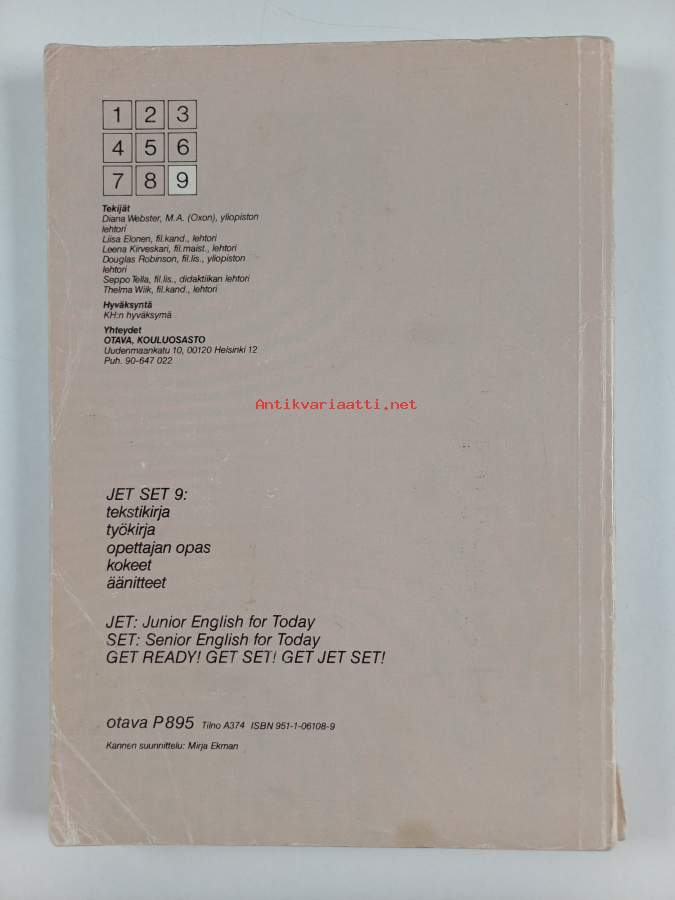 1 2 3
4 5 6
7 8 9
Tekijät
Diana Webster, M.A. (Oxon), yliopiston
lehtori
Liisa Elonen, fil.kand., lehtori
Leena Kirveskari, fil.maist., lehtori
Douglas Robinson, fil.lis., yliopiston
lehtori
Seppo Tella, fil.lis., didaktiikan lehtori
Thelma Wiik, fil.kand., lehtori
Hyväksyntä
KH:n hyväksymä
Yhteydet
OTAVA, KOULUOSASTO
Uudenmaankatu 10, 00120 Helsinki 12
Puh. 90-647 022
Antikvariaatti.net
JET SET 9:
tekstikirja
työkirja
opettajan opas
kokeet
äänitteet
JET: Junior English for Today
SET: Senior English for Today
GET READY! GET SET! GET JET SET!
otava P895 Tilno A374 ISBN 951-1-06108-9
Kannen suunnittelu: Mirja Ekman